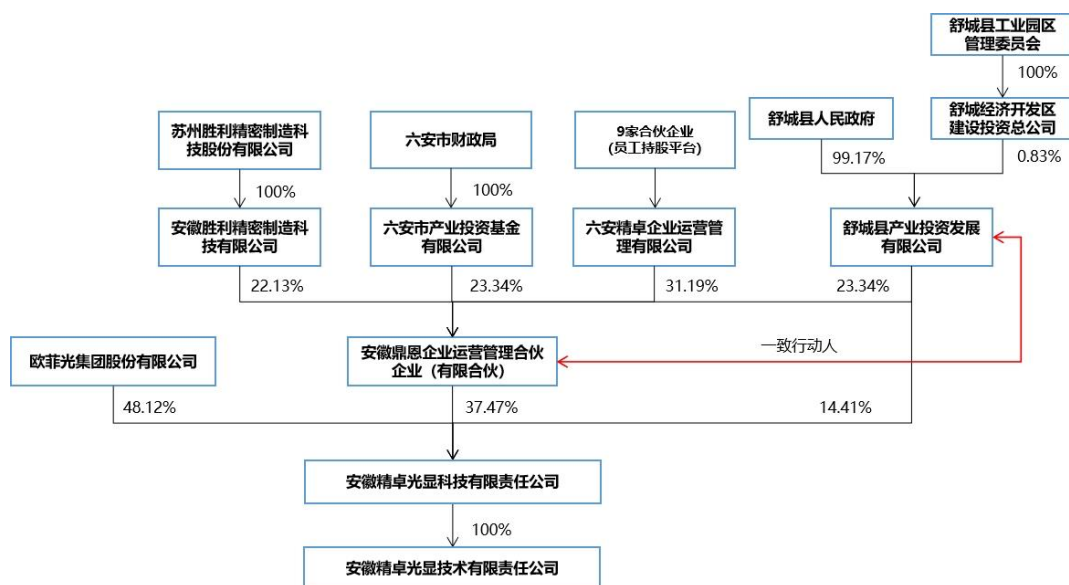 舒城县工业园区
管理委员会
100%
苏州胜利精密制造科
技股份有限公司
六安市财政局
9家合伙企业
(员工持股平台)
舒城县人民政府
舒城经济开发区
建设投资总公司
99.17%
0.83%
100%
100%
安徽胜利精密制造科
技有限公司
六安市产业投资基金
有限公司
六安精卓企业运营管
理有限公司
舒城县产业投资发展
有限公司
22.13%
23.34%
31.19%
23.34%
欧菲光集团股份有限公司
安徽鼎恩企业运营管理合伙
企业（有限合伙）
一致行动人
48.12%
37.47%
14.41%
安徽精卓光显科技有限责任公司
100%
安徽精卓光显技术有限责任公司